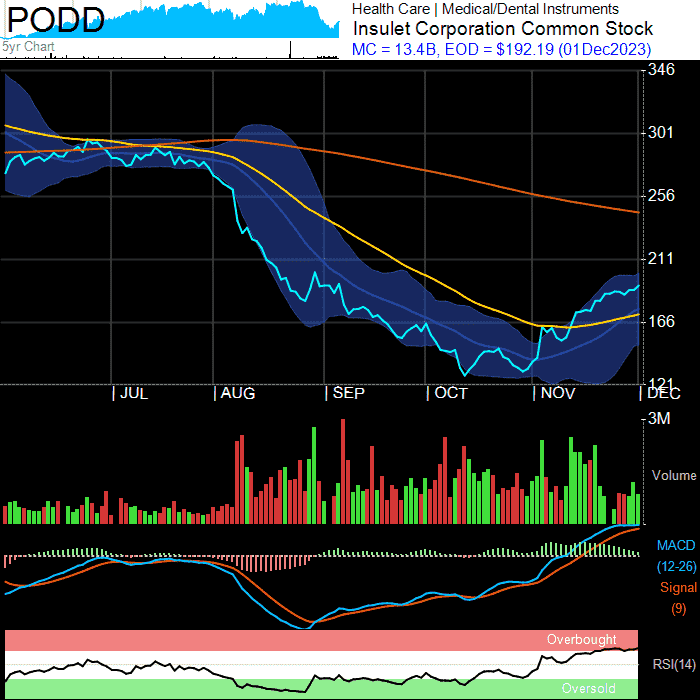 PODD
5yr Chart
Health Care | Medical/Dental Instruments
Insulet Corporation Common Stock
MC = 13.4B, EOD = $192.19 (01Dec2023)
346
301
256
211
166
121
| JUL | AUG | SEP | OCT | NOV | DEC
3M
Volume
MACD
(12-26)
Signal
(9)
Overbought
RSI(14)
Oversold